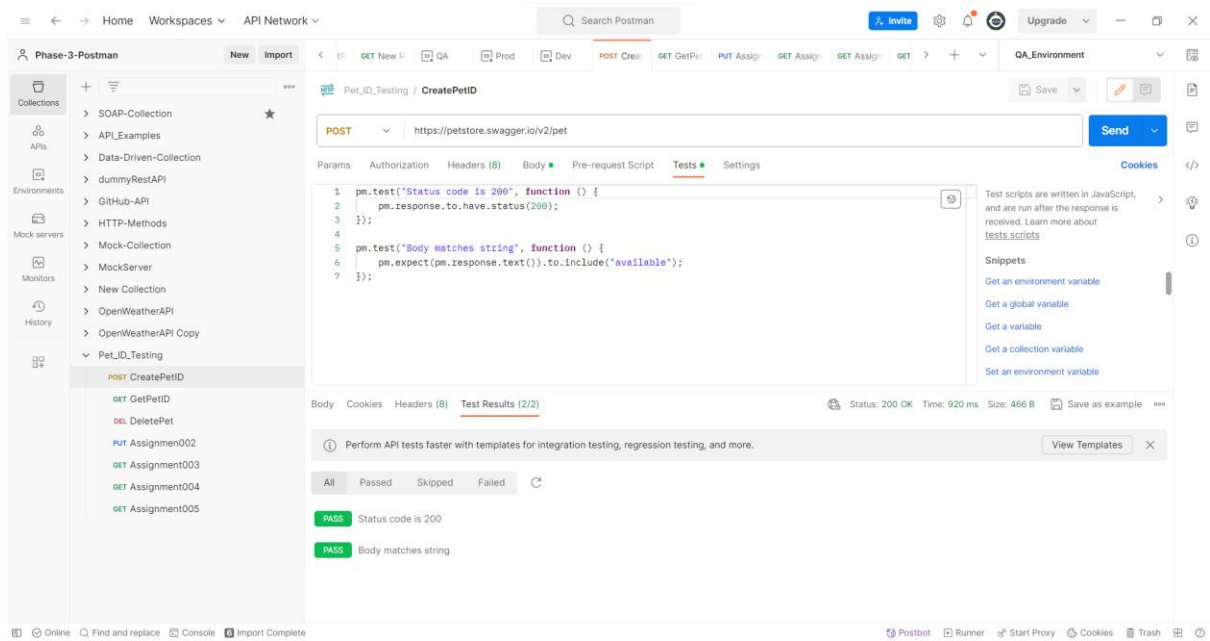 Home Workspaces API Network Search Postman Invite Upgrade
Phase-3-Postman New Import GET New R QA Prod Dev POST Creat GET GetPet PUT Assign GET Assign GET Assign GET QA_Environment
Collections
APIs
Environments
Mock servers
Monitors
History
SOAP-Collection
API_Examples
Data-Driven-Collection
dummyRestAPI
GitHub-API
HTTP-Methods
Mock-Collection
MockServer
New Collection
OpenWeatherAPI
OpenWeatherAPI Copy
Pet_ID_Testing
POST CreatePetID
GET GetPetID
DEL DeletePet
PUT Assignmen002
GET Assignment003
GET Assignment004
GET Assignment005
HTTP Pet_ID_Testing / CreatePetID Save
POST https://petstore.swagger.io/v2/pet Send
Params Authorization Headers (8) Body Pre-request Script Tests Settings Cookies
1 pm.test("Status code is 200", function () {
2 pm.response.to.have.status(200);
3 });
4
5 pm.test("Body matches string", function () {
6 pm.expect(pm.response.text()).to.include("available");
7 });
Test scripts are written in JavaScript,
and are run after the response is
received. Learn more about
tests scripts
Snippets
Get an environment variable
Get a global variable
Get a variable
Get a collection variable
Set an environment variable
Body Cookies Headers (8) Test Results (2/2) Status: 200 OK Time: 920 ms Size: 466 B Save as example
Perform API tests faster with templates for integration testing, regression testing, and more. View Templates
All Passed Skipped Failed
PASS Status code is 200
PASS Body matches string
Online Find and replace Console Import Complete Postbot Runner Start Proxy Cookies Trash